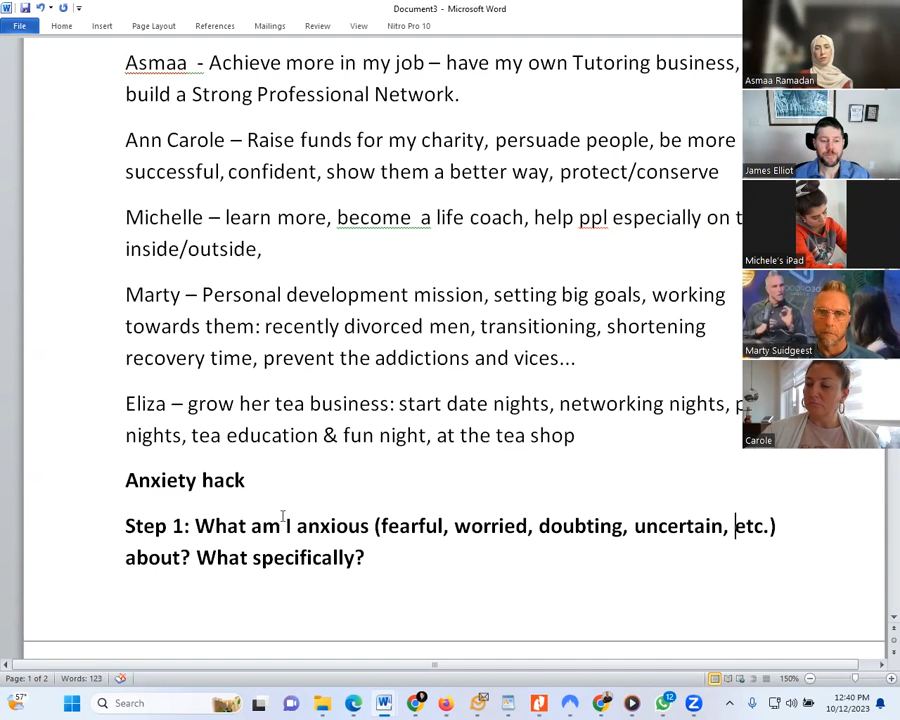 Document3 - Microsoft Word
File Home Insert Page Layout References Mailings Review View Nitro Pro 10
Asmaa - Achieve more in my job – have my own Tutoring business,
build a Strong Professional Network.
Ann Carole – Raise funds for my charity, persuade people, be more
successful, confident, show them a better way, protect/conserve
Michelle – learn more, become a life coach, help ppl especially on t
inside/outside,
Marty – Personal development mission, setting big goals, working
towards them: recently divorced men, transitioning, shortening
recovery time, prevent the addictions and vices...
Eliza – grow her tea business: start date nights, networking nights, p
nights, tea education & fun night, at the tea shop
Anxiety hack
Step 1: What am I anxious (fearful, worried, doubting, uncertain, etc.)
about? What specifically?
Asmaa Ramadan
James Elliot
Michele's iPad
Marty Suidgeest
Carole
Page: 1 of 2 Words: 123
150%
57°
Search
12
12:40 PM
10/12/2023